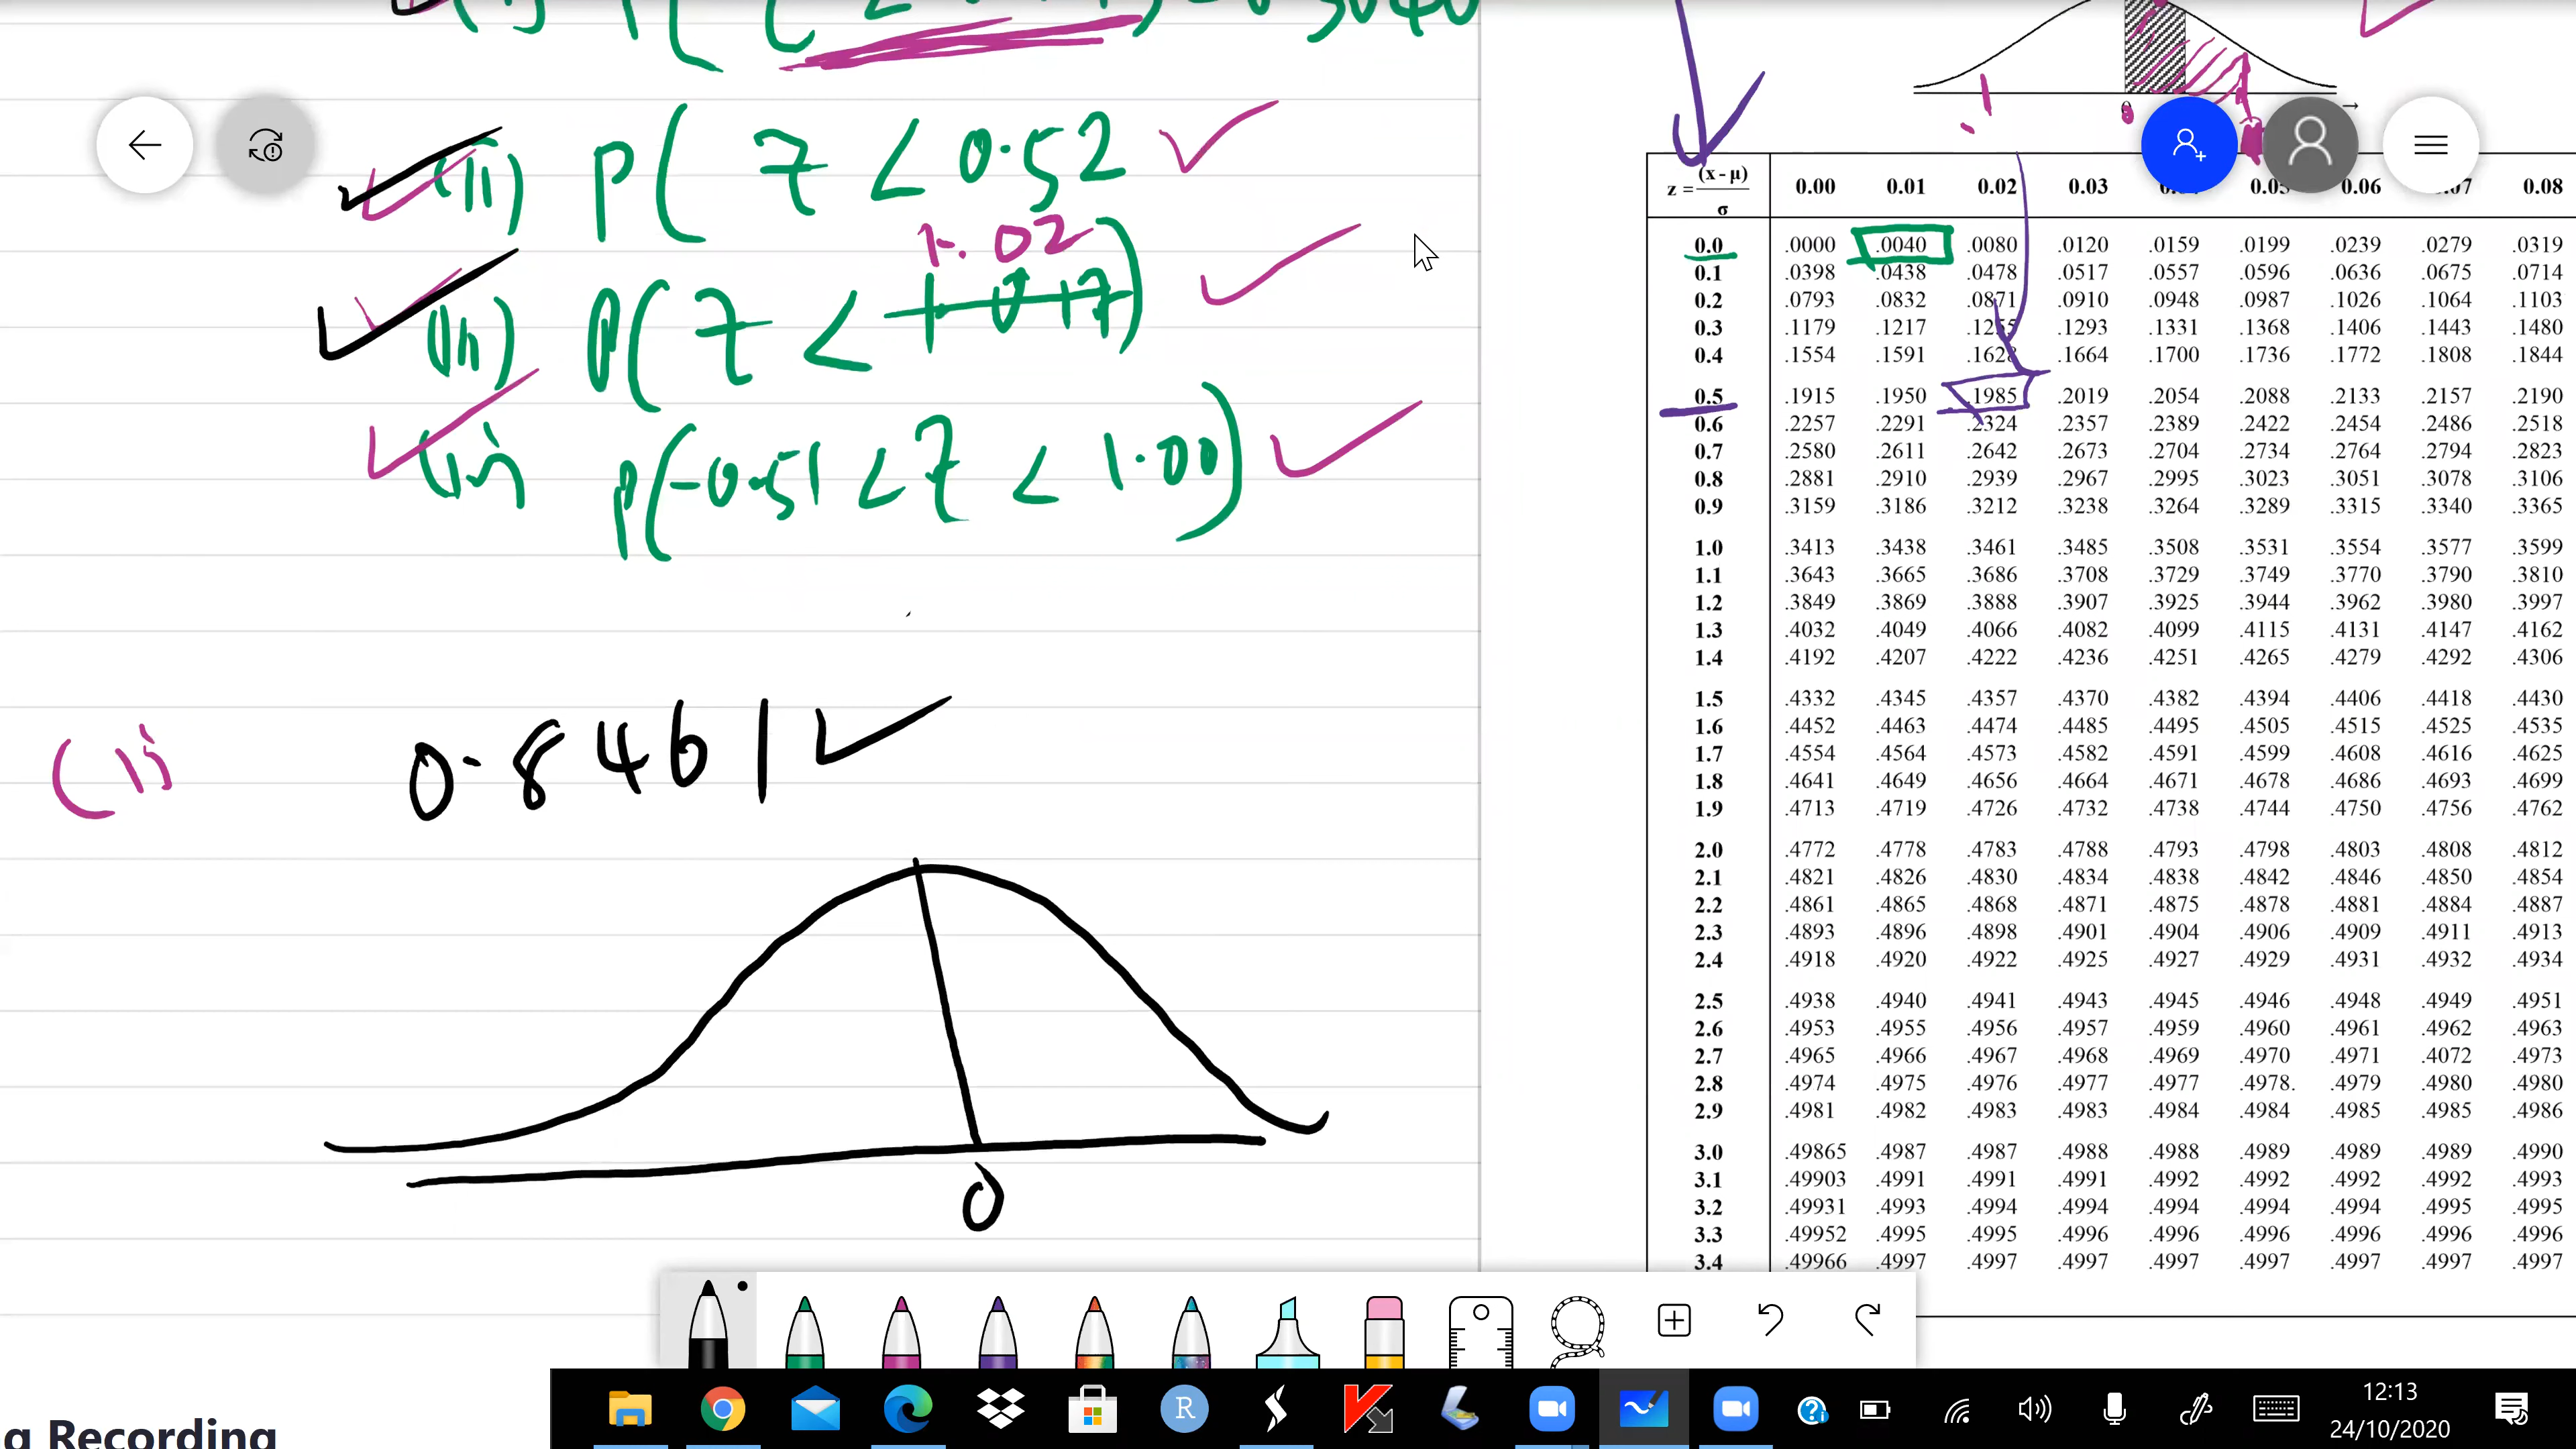 (ii) P( Z < 0.52
1.02
(iii) P( Z < 1.017)
(iv) P(-0.51 < Z < 1.00)
(ii) 0.8461
0
z = (x - μ) / σ 0.00 0.01 0.02 0.03 0.05 0.06 0.08
0.0 .0000 .0040 .0080 .0120 .0159 .0199 .0239 .0279 .0319
0.1 .0398 .0438 .0478 .0517 .0557 .0596 .0636 .0675 .0714
0.2 .0793 .0832 .0871 .0910 .0948 .0987 .1026 .1064 .1103
0.3 .1179 .1217 .1255 .1293 .1331 .1368 .1406 .1443 .1480
0.4 .1554 .1591 .1628 .1664 .1700 .1736 .1772 .1808 .1844
0.5 .1915 .1950 .1985 .2019 .2054 .2088 .2133 .2157 .2190
0.6 .2257 .2291 .2324 .2357 .2389 .2422 .2454 .2486 .2518
0.7 .2580 .2611 .2642 .2673 .2704 .2734 .2764 .2794 .2823
0.8 .2881 .2910 .2939 .2967 .2995 .3023 .3051 .3078 .3106
0.9 .3159 .3186 .3212 .3238 .3264 .3289 .3315 .3340 .3365
1.0 .3413 .3438 .3461 .3485 .3508 .3531 .3554 .3577 .3599
1.1 .3643 .3665 .3686 .3708 .3729 .3749 .3770 .3790 .3810
1.2 .3849 .3869 .3888 .3907 .3925 .3944 .3962 .3980 .3997
1.3 .4032 .4049 .4066 .4082 .4099 .4115 .4131 .4147 .4162
1.4 .4192 .4207 .4222 .4236 .4251 .4265 .4279 .4292 .4306
1.5 .4332 .4345 .4357 .4370 .4382 .4394 .4406 .4418 .4430
1.6 .4452 .4463 .4474 .4485 .4495 .4505 .4515 .4525 .4535
1.7 .4554 .4564 .4573 .4582 .4591 .4599 .4608 .4616 .4625
1.8 .4641 .4649 .4656 .4664 .4671 .4678 .4686 .4693 .4699
1.9 .4713 .4719 .4726 .4732 .4738 .4744 .4750 .4756 .4762
2.0 .4772 .4778 .4783 .4788 .4793 .4798 .4803 .4808 .4812
2.1 .4821 .4826 .4830 .4834 .4838 .4842 .4846 .4850 .4854
2.2 .4861 .4865 .4868 .4871 .4875 .4878 .4881 .4884 .4887
2.3 .4893 .4896 .4898 .4901 .4904 .4906 .4909 .4911 .4913
2.4 .4918 .4920 .4922 .4925 .4927 .4929 .4931 .4932 .4934
2.5 .4938 .4940 .4941 .4943 .4945 .4946 .4948 .4949 .4951
2.6 .4953 .4955 .4956 .4957 .4959 .4960 .4961 .4962 .4963
2.7 .4965 .4966 .4967 .4968 .4969 .4970 .4971 .4072 .4973
2.8 .4974 .4975 .4976 .4977 .4977 .4978. .4979 .4980 .4980
2.9 .4981 .4982 .4983 .4983 .4984 .4984 .4985 .4985 .4986
3.0 .49865 .4987 .4987 .4988 .4988 .4989 .4989 .4989 .4990
3.1 .49903 .4991 .4991 .4991 .4992 .4992 .4992 .4992 .4993
3.2 .49931 .4993 .4994 .4994 .4994 .4994 .4994 .4995 .4995
3.3 .49952 .4995 .4995 .4996 .4996 .4996 .4996 .4996 .4996
3.4 .49966 .4997 .4997 .4997 .4997 .4997 .4997 .4997 .4997
12:13
24/10/2020
g Recording